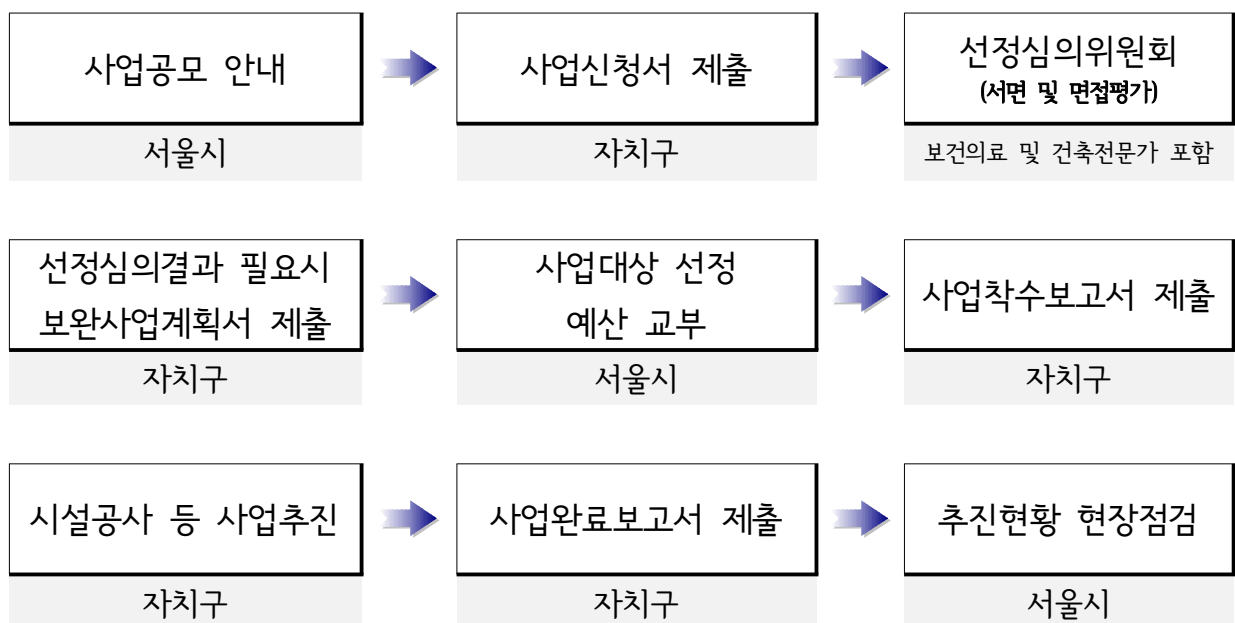 사업공모 안내
서울시
사업신청서 제출
자치구
선정심의위원회
(서면 및 면접평가)
보건의료 및 건축전문가 포함
선정심의결과 필요시
보완사업계획서 제출
자치구
사업대상 선정
예산 교부
서울시
사업착수보고서 제출
자치구
시설공사 등 사업추진
자치구
사업완료보고서 제출
자치구
추진현황 현장점검
서울시